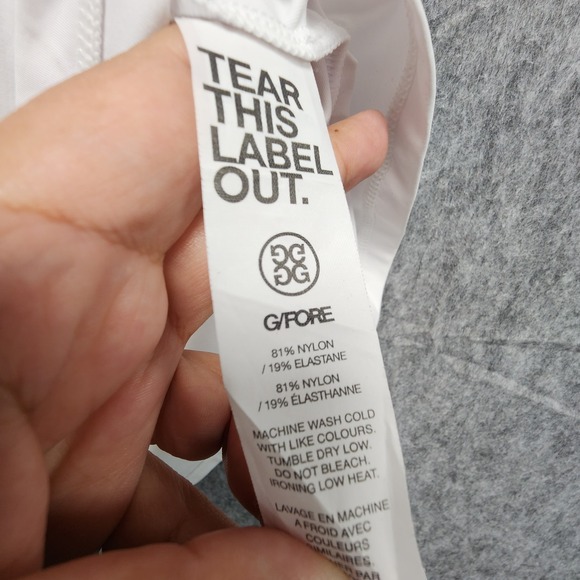 TEAR
THIS
LABEL
OUT.
G/FORE
81% NYLON
/ 19% ELASTANE
81% NYLON
/ 19% ÉLASTHANNE
MACHINE WASH COLD
WITH LIKE COLOURS.
TUMBLE DRY LOW.
DO NOT BLEACH.
IRONING LOW HEAT.
LAVAGE EN MACHINE
A FROID AVEC
COULEURS
PAR